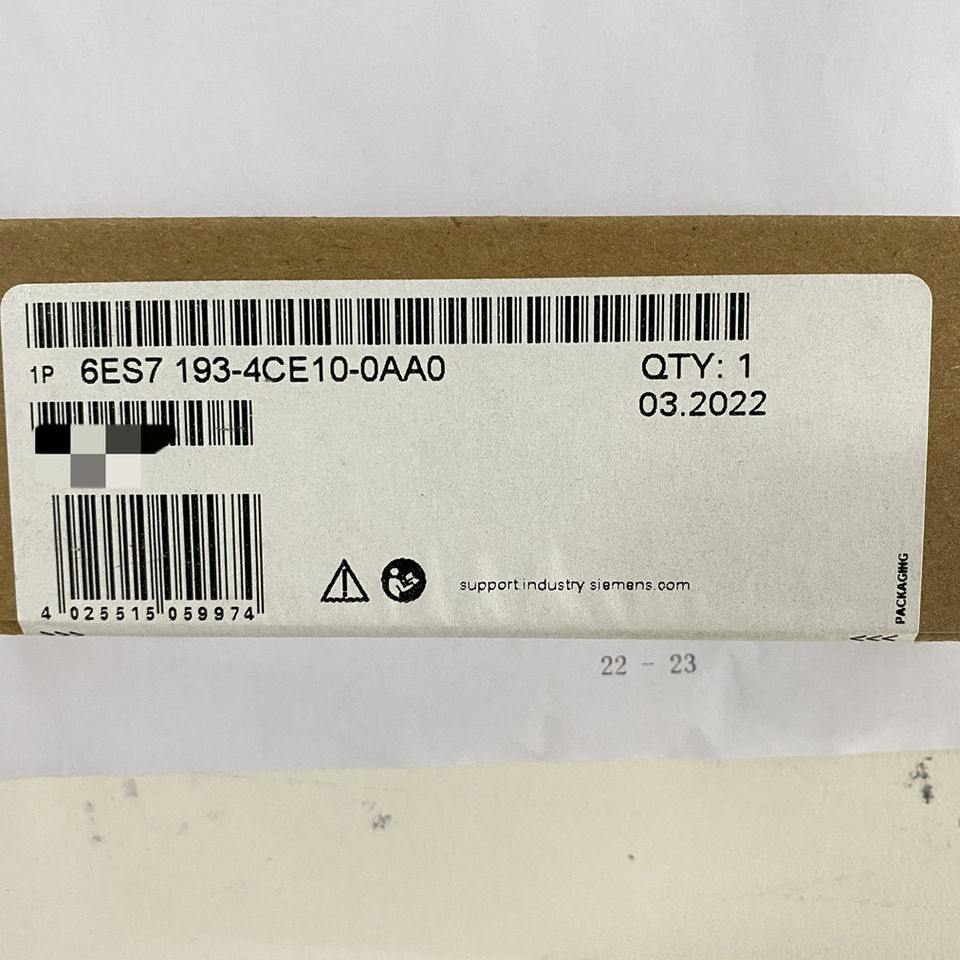 1P 6ES7 193-4CE10-0AA0
QTY: 1
03.2022
4 025515 059974
support.industry siemens.com
PACKAGING
22 - 23